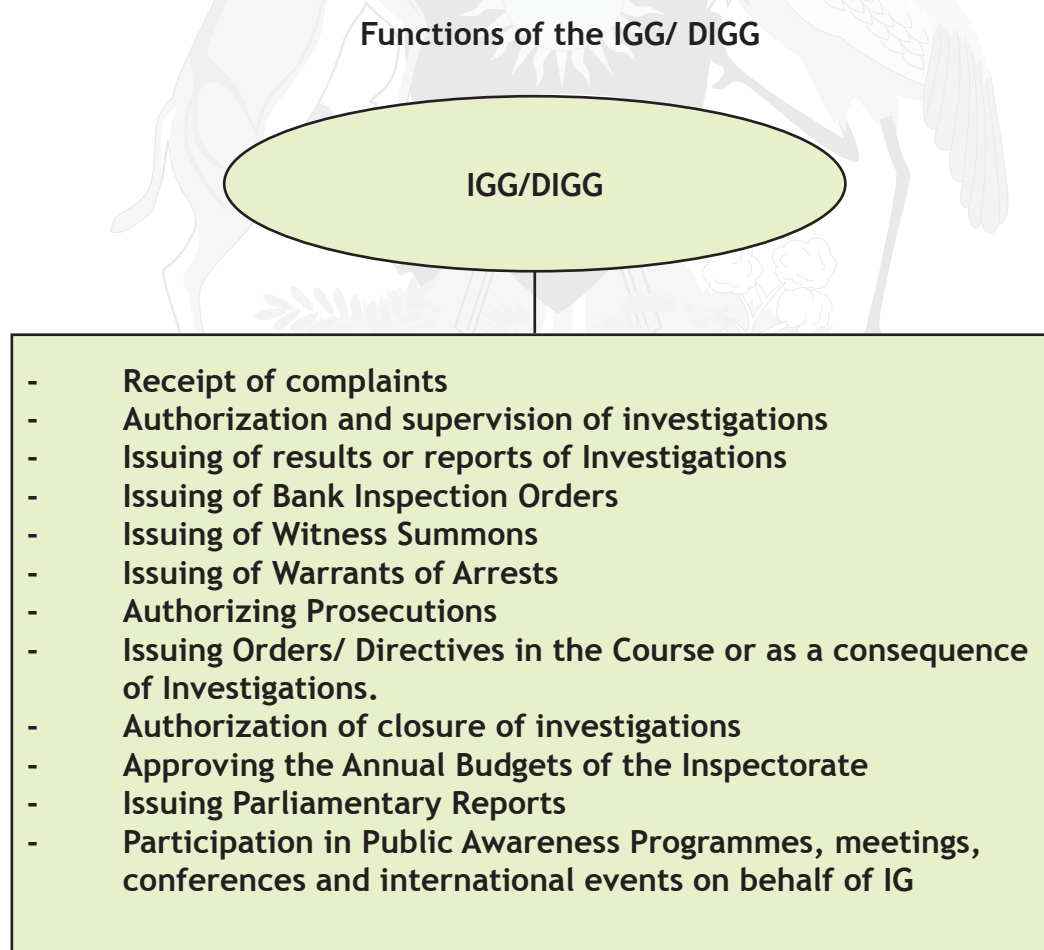 Functions of the IGG/ DIGG
IGG/DIGG
- Receipt of complaints
- Authorization and supervision of investigations
- Issuing of results or reports of Investigations
- Issuing of Bank Inspection Orders
- Issuing of Witness Summons
- Issuing of Warrants of Arrests
- Authorizing Prosecutions
- Issuing Orders/ Directives in the Course or as a consequence
of Investigations.
- Authorization of closure of investigations
- Approving the Annual Budgets of the Inspectorate
- Issuing Parliamentary Reports
- Participation in Public Awareness Programmes, meetings,
conferences and international events on behalf of IG